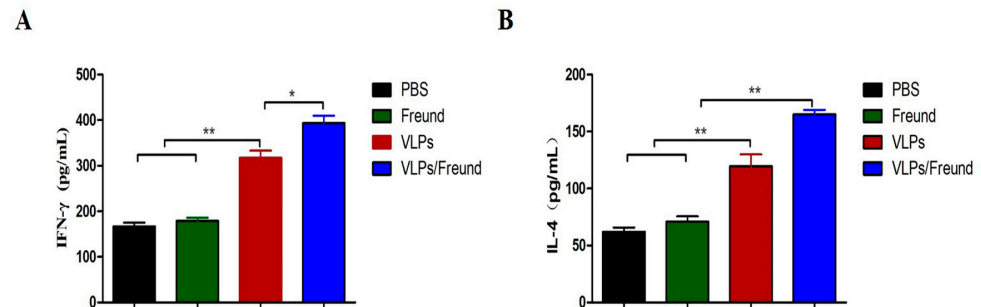 A
IFN-γ (pg/mL)
500
400
300
200
100
0
**
*
PBS
Freund
VLPs
VLPs/Freund
B
IL-4 (pg/mL)
200
150
100
50
0
**
**
PBS
Freund
VLPs
VLPs/Freund